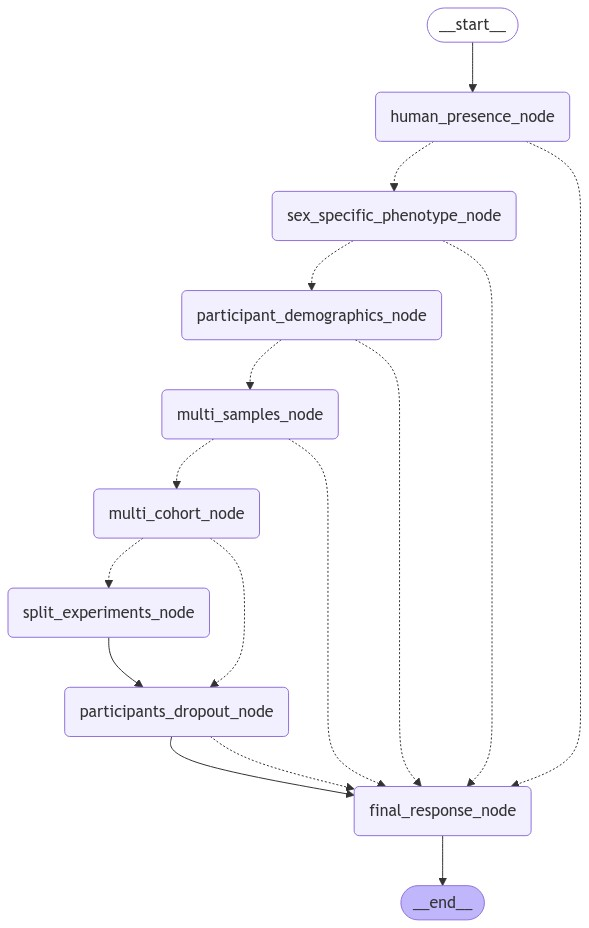 __start__
human_presence_node
sex_specific_phenotype_node
participant_demographics_node
multi_samples_node
multi_cohort_node
split_experiments_node
participants_dropout_node
final_response_node
__end__